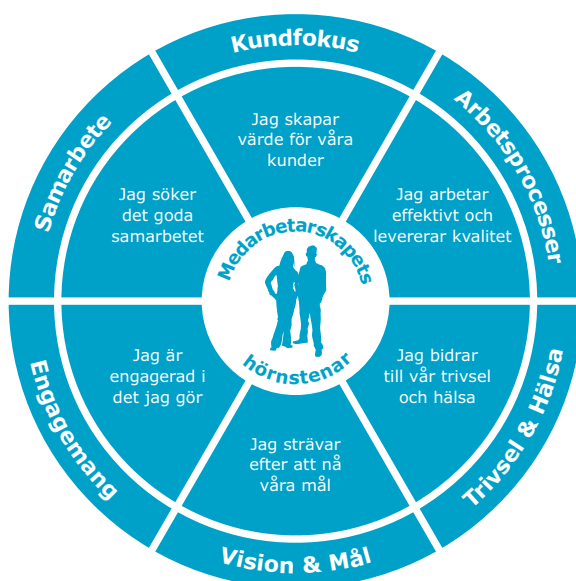 Kundfokus
Jag skapar
värde för våra
kunder
Arbetsprocesser
Jag arbetar
effektivt och
levererar kvalitet
Trivsel & Hälsa
Jag bidrar
till vår trivsel
och hälsa
Vision & Mål
Jag strävar
efter att nå
våra mål
Engagemang
Jag är
engagerad i
det jag gör
Samarbete
Jag söker
det goda
samarbetet
Medarbetarskapets
hörnstenar